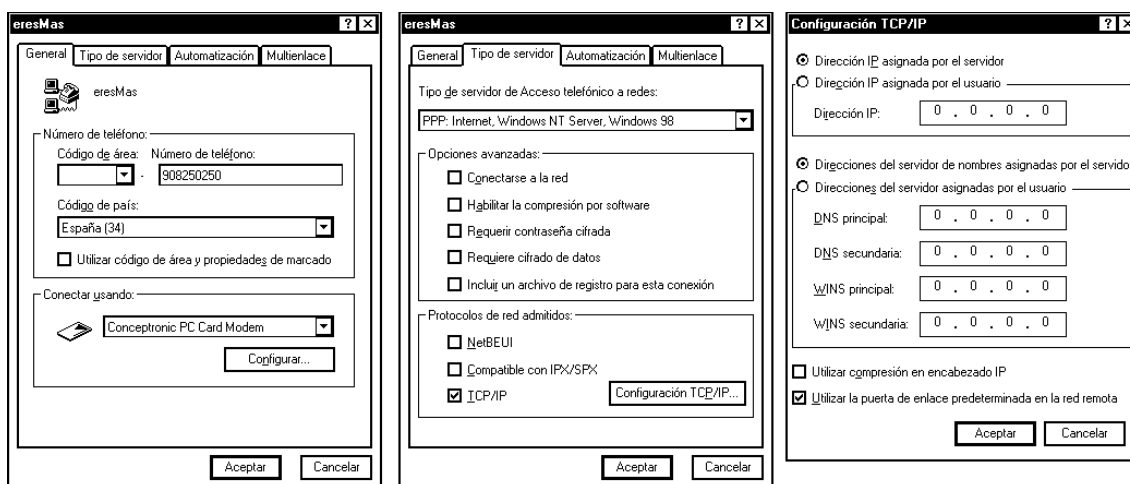 eresMas
General Tipo de servidor Automatización Multienlace
eresMas
Número de teléfono:
Código de área: Número de teléfono:
- 908250250
Código de país:
España (34)
Utilizar código de área y propiedades de marcado
Conectar usando:
Conceptronic PC Card Modem
Configurar...
Aceptar Cancelar
eresMas
General Tipo de servidor Automatización Multienlace
Tipo de servidor de Acceso telefónico a redes:
PPP: Internet, Windows NT Server, Windows 98
Opciones avanzadas:
Conectarse a la red
Habilitar la compresión por software
Requerir contraseña cifrada
Requiere cifrado de datos
Incluir un archivo de registro para esta conexión
Protocolos de red admitidos:
NetBEUI
Compatible con IPX/SPX
TCP/IP Configuración TCP/IP...
Aceptar Cancelar
Configuración TCP/IP
Dirección IP asignada por el servidor
Dirección IP asignada por el usuario
Dirección IP: 0 . 0 . 0 . 0
Direcciones del servidor de nombres asignadas por el servido
Direcciones del servidor asignadas por el usuario
DNS principal: 0 . 0 . 0 . 0
DNS secundaria: 0 . 0 . 0 . 0
WINS principal: 0 . 0 . 0 . 0
WINS secundaria: 0 . 0 . 0 . 0
Utilizar compresión en encabezado IP
Utilizar la puerta de enlace predeterminada en la red remota
Aceptar Cancelar